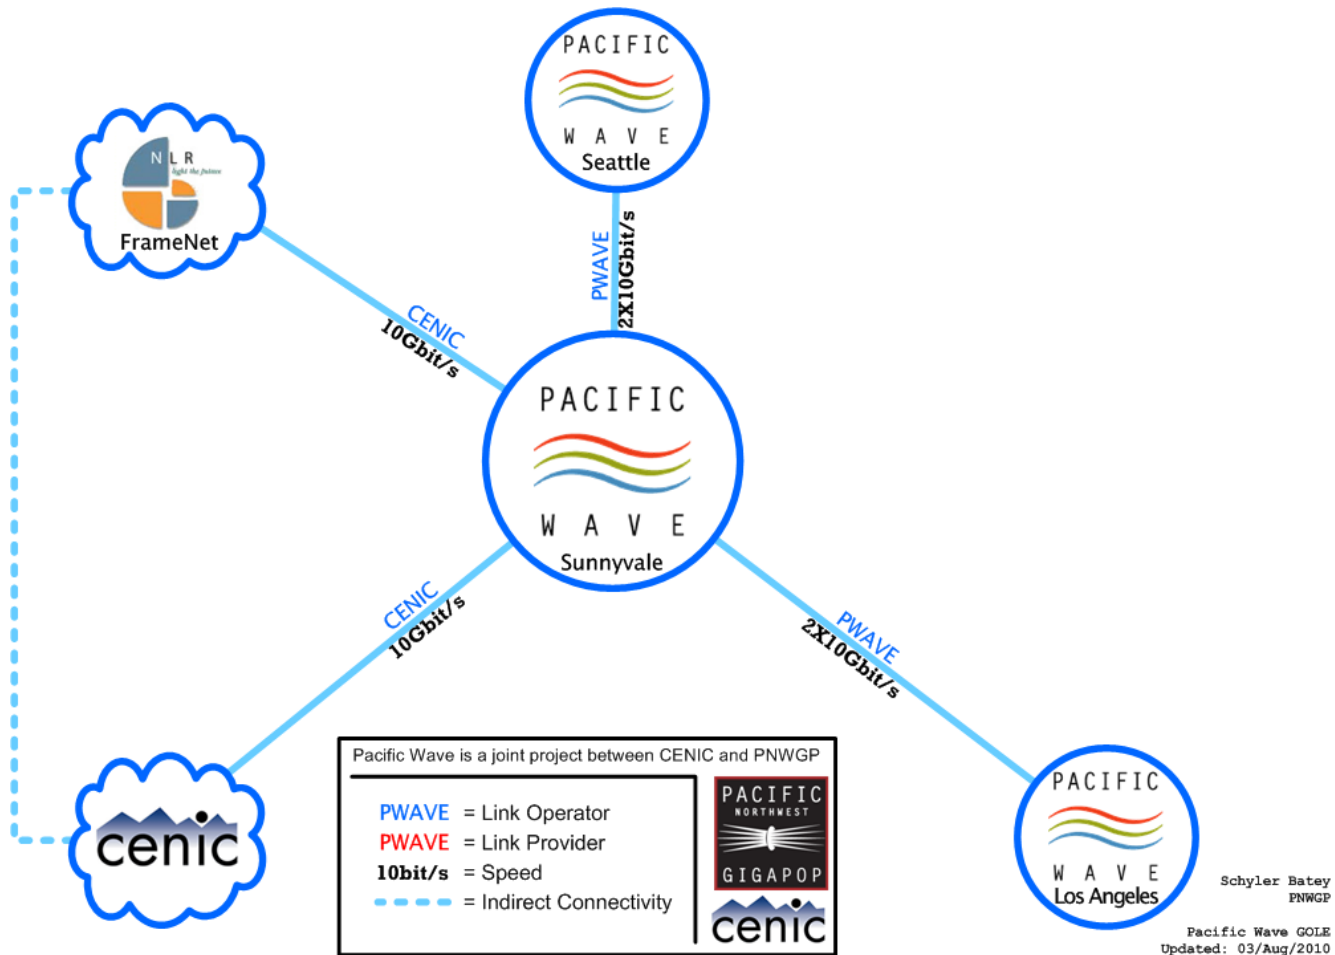 PACIFIC
WAVE
Seattle
NLR
light the future
FrameNet
PWAVE
2X10Gbit/s
CENIC
10Gbit/s
PACIFIC
WAVE
Sunnyvale
CENIC
10Gbit/s
PWAVE
2X10Gbit/s
cenic
Pacific Wave is a joint project between CENIC and PNWGP
PWAVE = Link Operator
PWAVE = Link Provider
10bit/s = Speed
= Indirect Connectivity
PACIFIC
NORTHWEST
GIGAPOP
cenic
PACIFIC
WAVE
Los Angeles
Schyler Batey
PNWGP
Pacific Wave GOLE
Updated: 03/Aug/2010